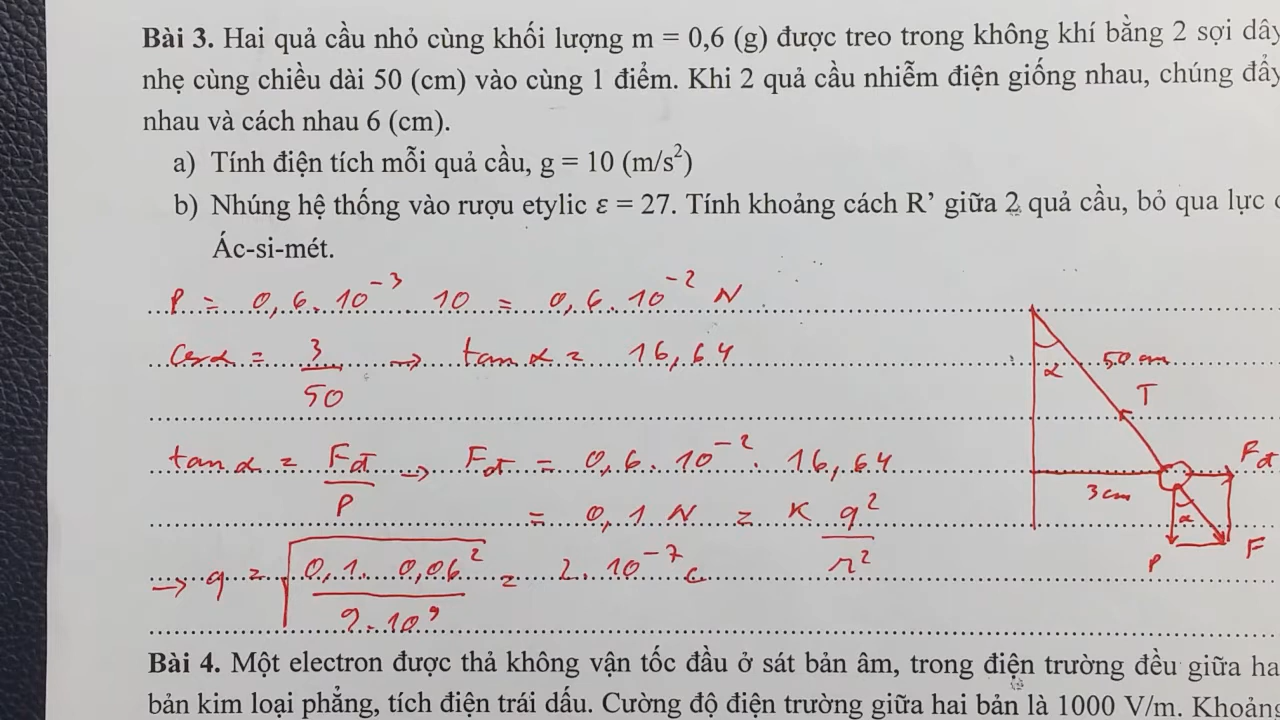 Bài 3. Hai quả cầu nhỏ cùng khối lượng m = 0,6 (g) được treo trong không khí bằng 2 sợi dây
nhẹ cùng chiều dài 50 (cm) vào cùng 1 điểm. Khi 2 quả cầu nhiễm điện giống nhau, chúng đẩy
nhau và cách nhau 6 (cm).
a) Tính điện tích mỗi quả cầu, g = 10 (m/s²)
b) Nhúng hệ thống vào rượu etylic ε = 27. Tính khoảng cách R’ giữa 2 quả cầu, bỏ qua lực
Ác-si-mét.
P = 0,6.10⁻³ 10 = 0,6.10⁻² N
cosα = 3/50 → tanα = 16,64
tanα = Fđ/P → Fđ = 0,6.10⁻². 16,64
= 0,1 N = K q²/r²
→ q = √(0,1. 0,06²/9.10⁹) = 2.10⁻⁷ C
α
50 cm
T
Fđ
3 cm
α
P
F
Bài 4. Một electron được thả không vận tốc đầu ở sát bản âm, trong điện trường đều giữa
bản kim loại phẳng, tích điện trái dấu. Cường độ điện trường giữa hai bản là 1000 V/m. Khoảng